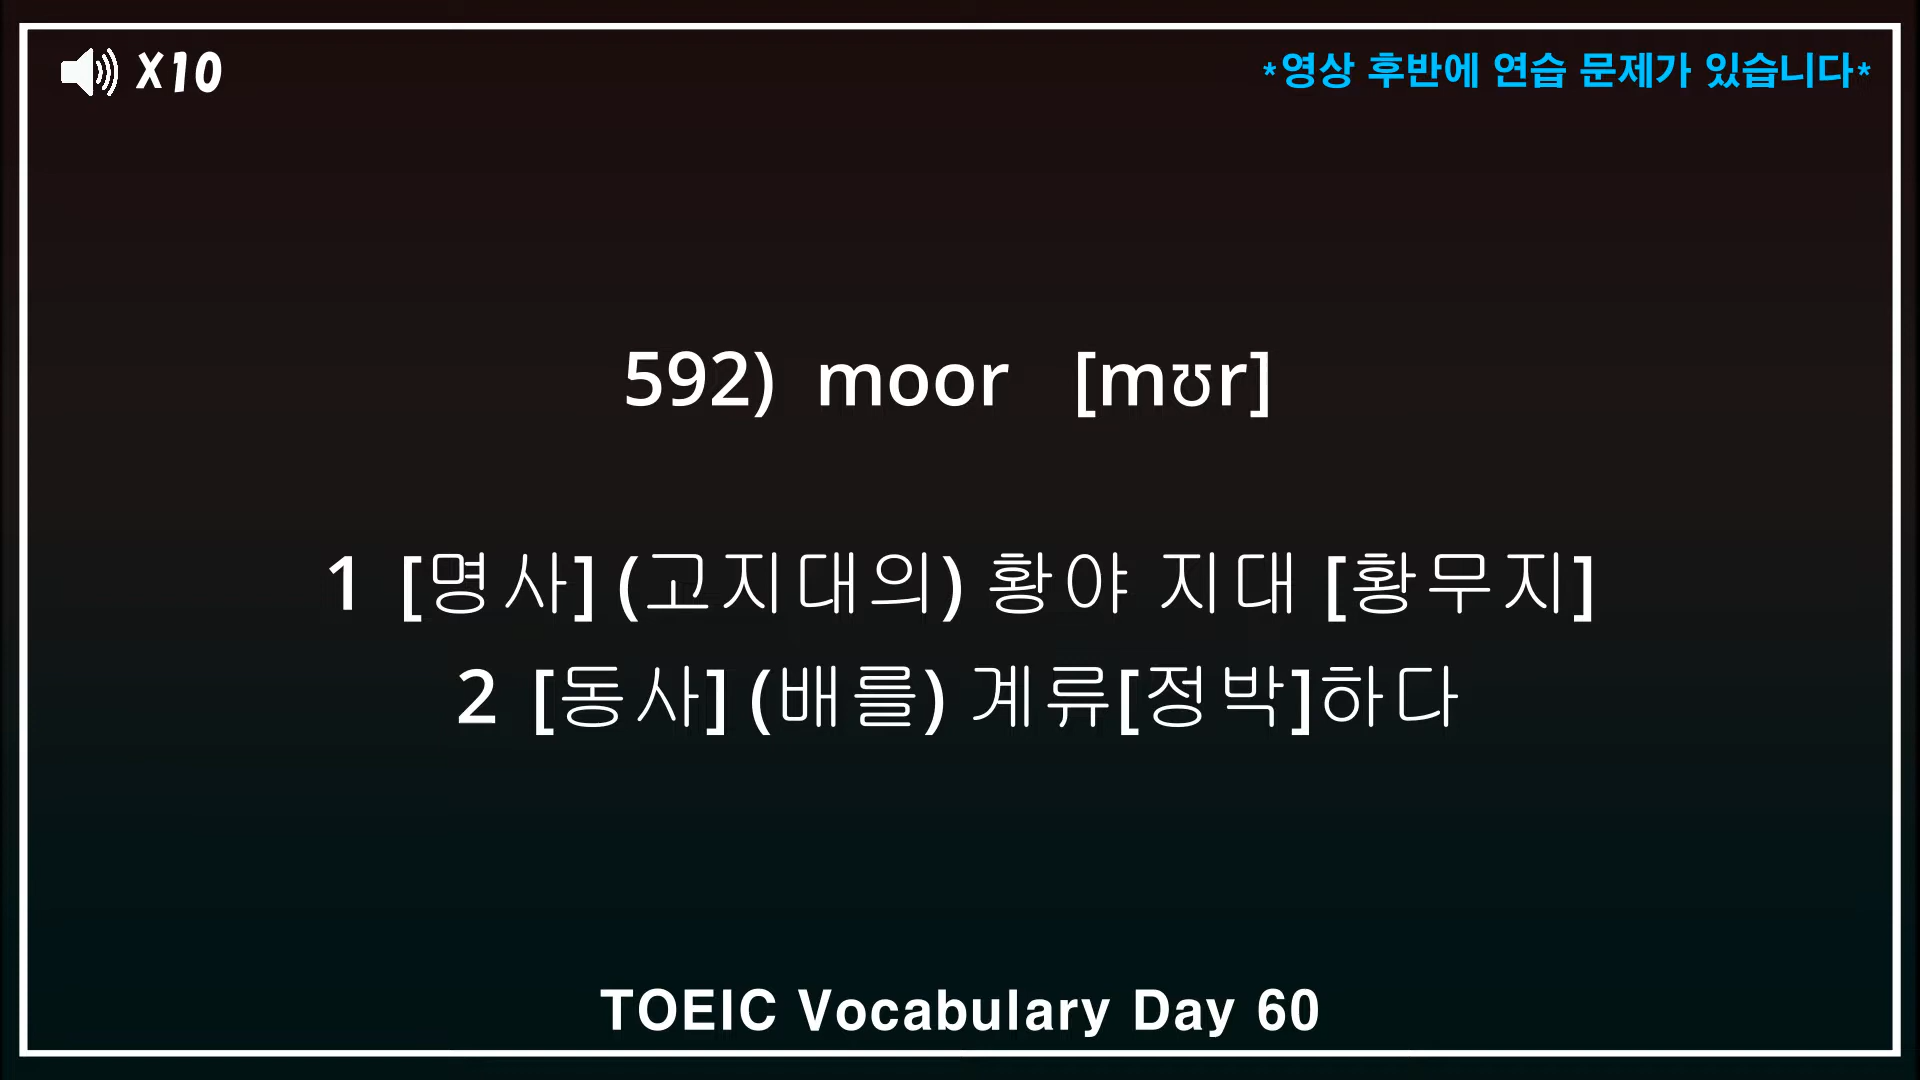 X10
*영상 후반에 연습 문제가 있습니다*
592) moor [mʊr]
1 [명사] (고지대의) 황야 지대 [황무지]
2 [동사] (배를) 계류[정박]하다
TOEIC Vocabulary Day 60